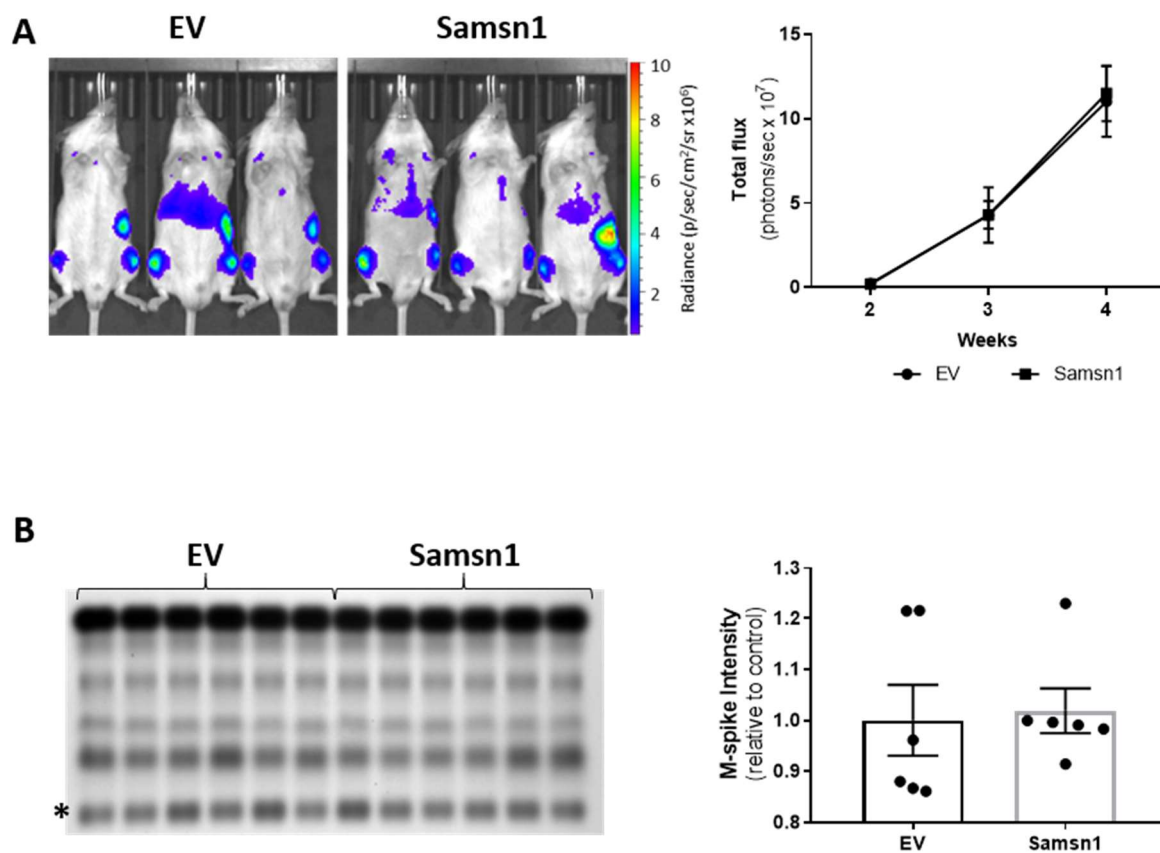 A
EV
Samsn1
10
8
6
4
2
Radiance (p/sec/cm²/sr x10⁶)
15
10
5
0
Total flux
(photons/sec x 10⁷)
2 3 4
Weeks
EV Samsn1
B
EV Samsn1
*
1.3
1.2
1.1
1.0
0.9
0.8
M-spike Intensity
(relative to control)
EV Samsn1